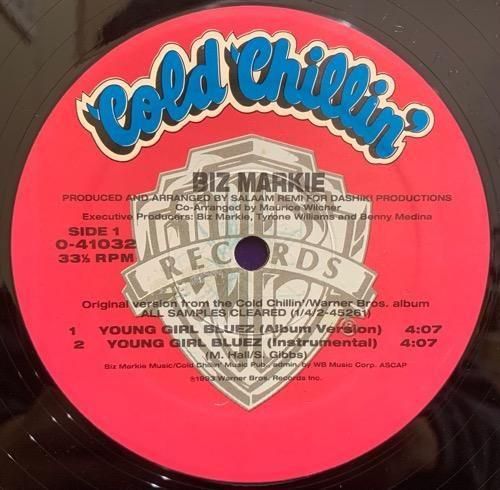 'Cold Chillin'
BIZ MARKIE
PRODUCED AND ARRANGED BY SALAAM REMI FOR DASHIKI PRODUCTIONS
Co-Arranged by Maurice Wilcher
Executive Producers: Biz Markie, Tyrone Williams and Benny Medina
SIDE 1
0-41032
33⅓ RPM
RECORDS
Original version from the Cold Chillin'/Warner Bros. album
ALL SAMPLES CLEARED (1/4/2-45261)
1 YOUNG GIRL BLUEZ (Album Version) 4:07
2 YOUNG GIRL BLUEZ (Instrumental) 4:07
(M. Hall/S. Gibbs)
Biz Markie Music/Cold Chillin' Music Pub., admin. by WB Music Corp. ASCAP
℗1993 Warner Bros. Records Inc.